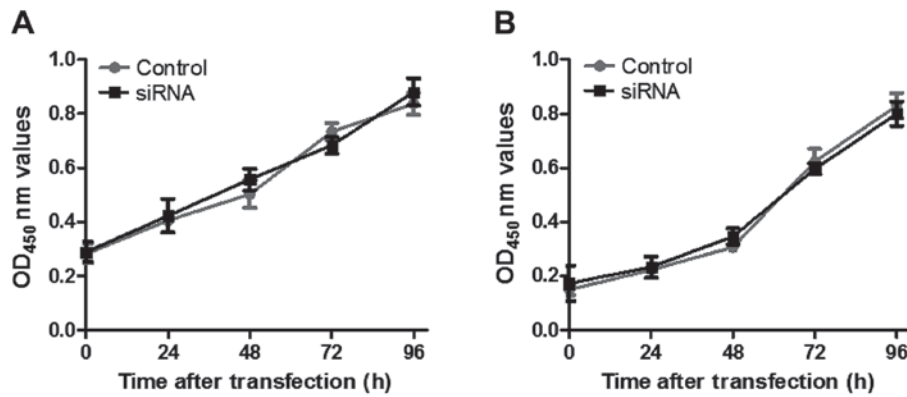 A
Control
siRNA
1.0
0.8
0.6
0.4
0.2
0.0
OD450 nm values
0 24 48 72 96
Time after transfection (h)
B
Control
siRNA
1.0
0.8
0.6
0.4
0.2
0.0
OD450 nm values
0 24 48 72 96
Time after transfection (h)